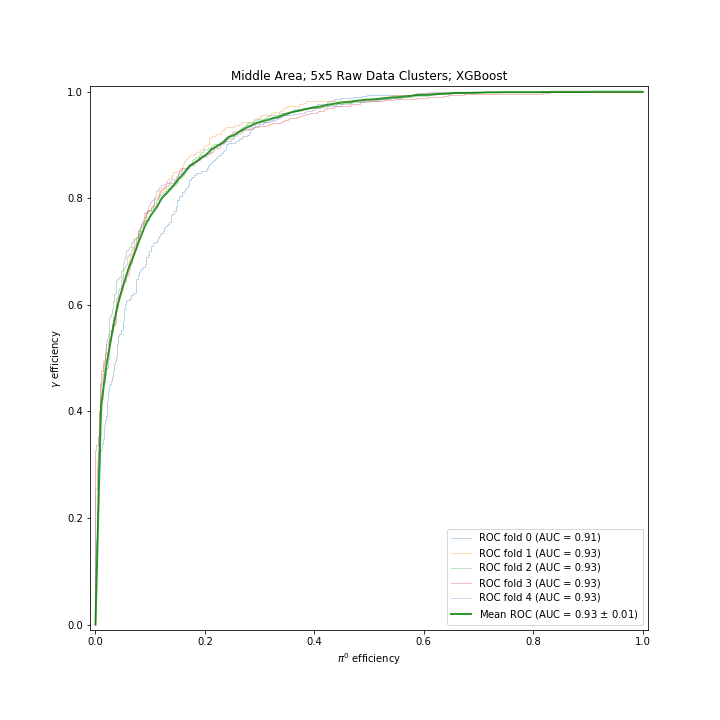 Middle Area; 5x5 Raw Data Clusters; XGBoost
1.0
0.8
0.6
0.4
0.2
0.0
γ efficiency
ROC fold 0 (AUC = 0.91)
ROC fold 1 (AUC = 0.93)
ROC fold 2 (AUC = 0.93)
ROC fold 3 (AUC = 0.93)
ROC fold 4 (AUC = 0.93)
Mean ROC (AUC = 0.93 ± 0.01)
0.0 0.2 0.4 0.6 0.8 1.0
π⁰ efficiency